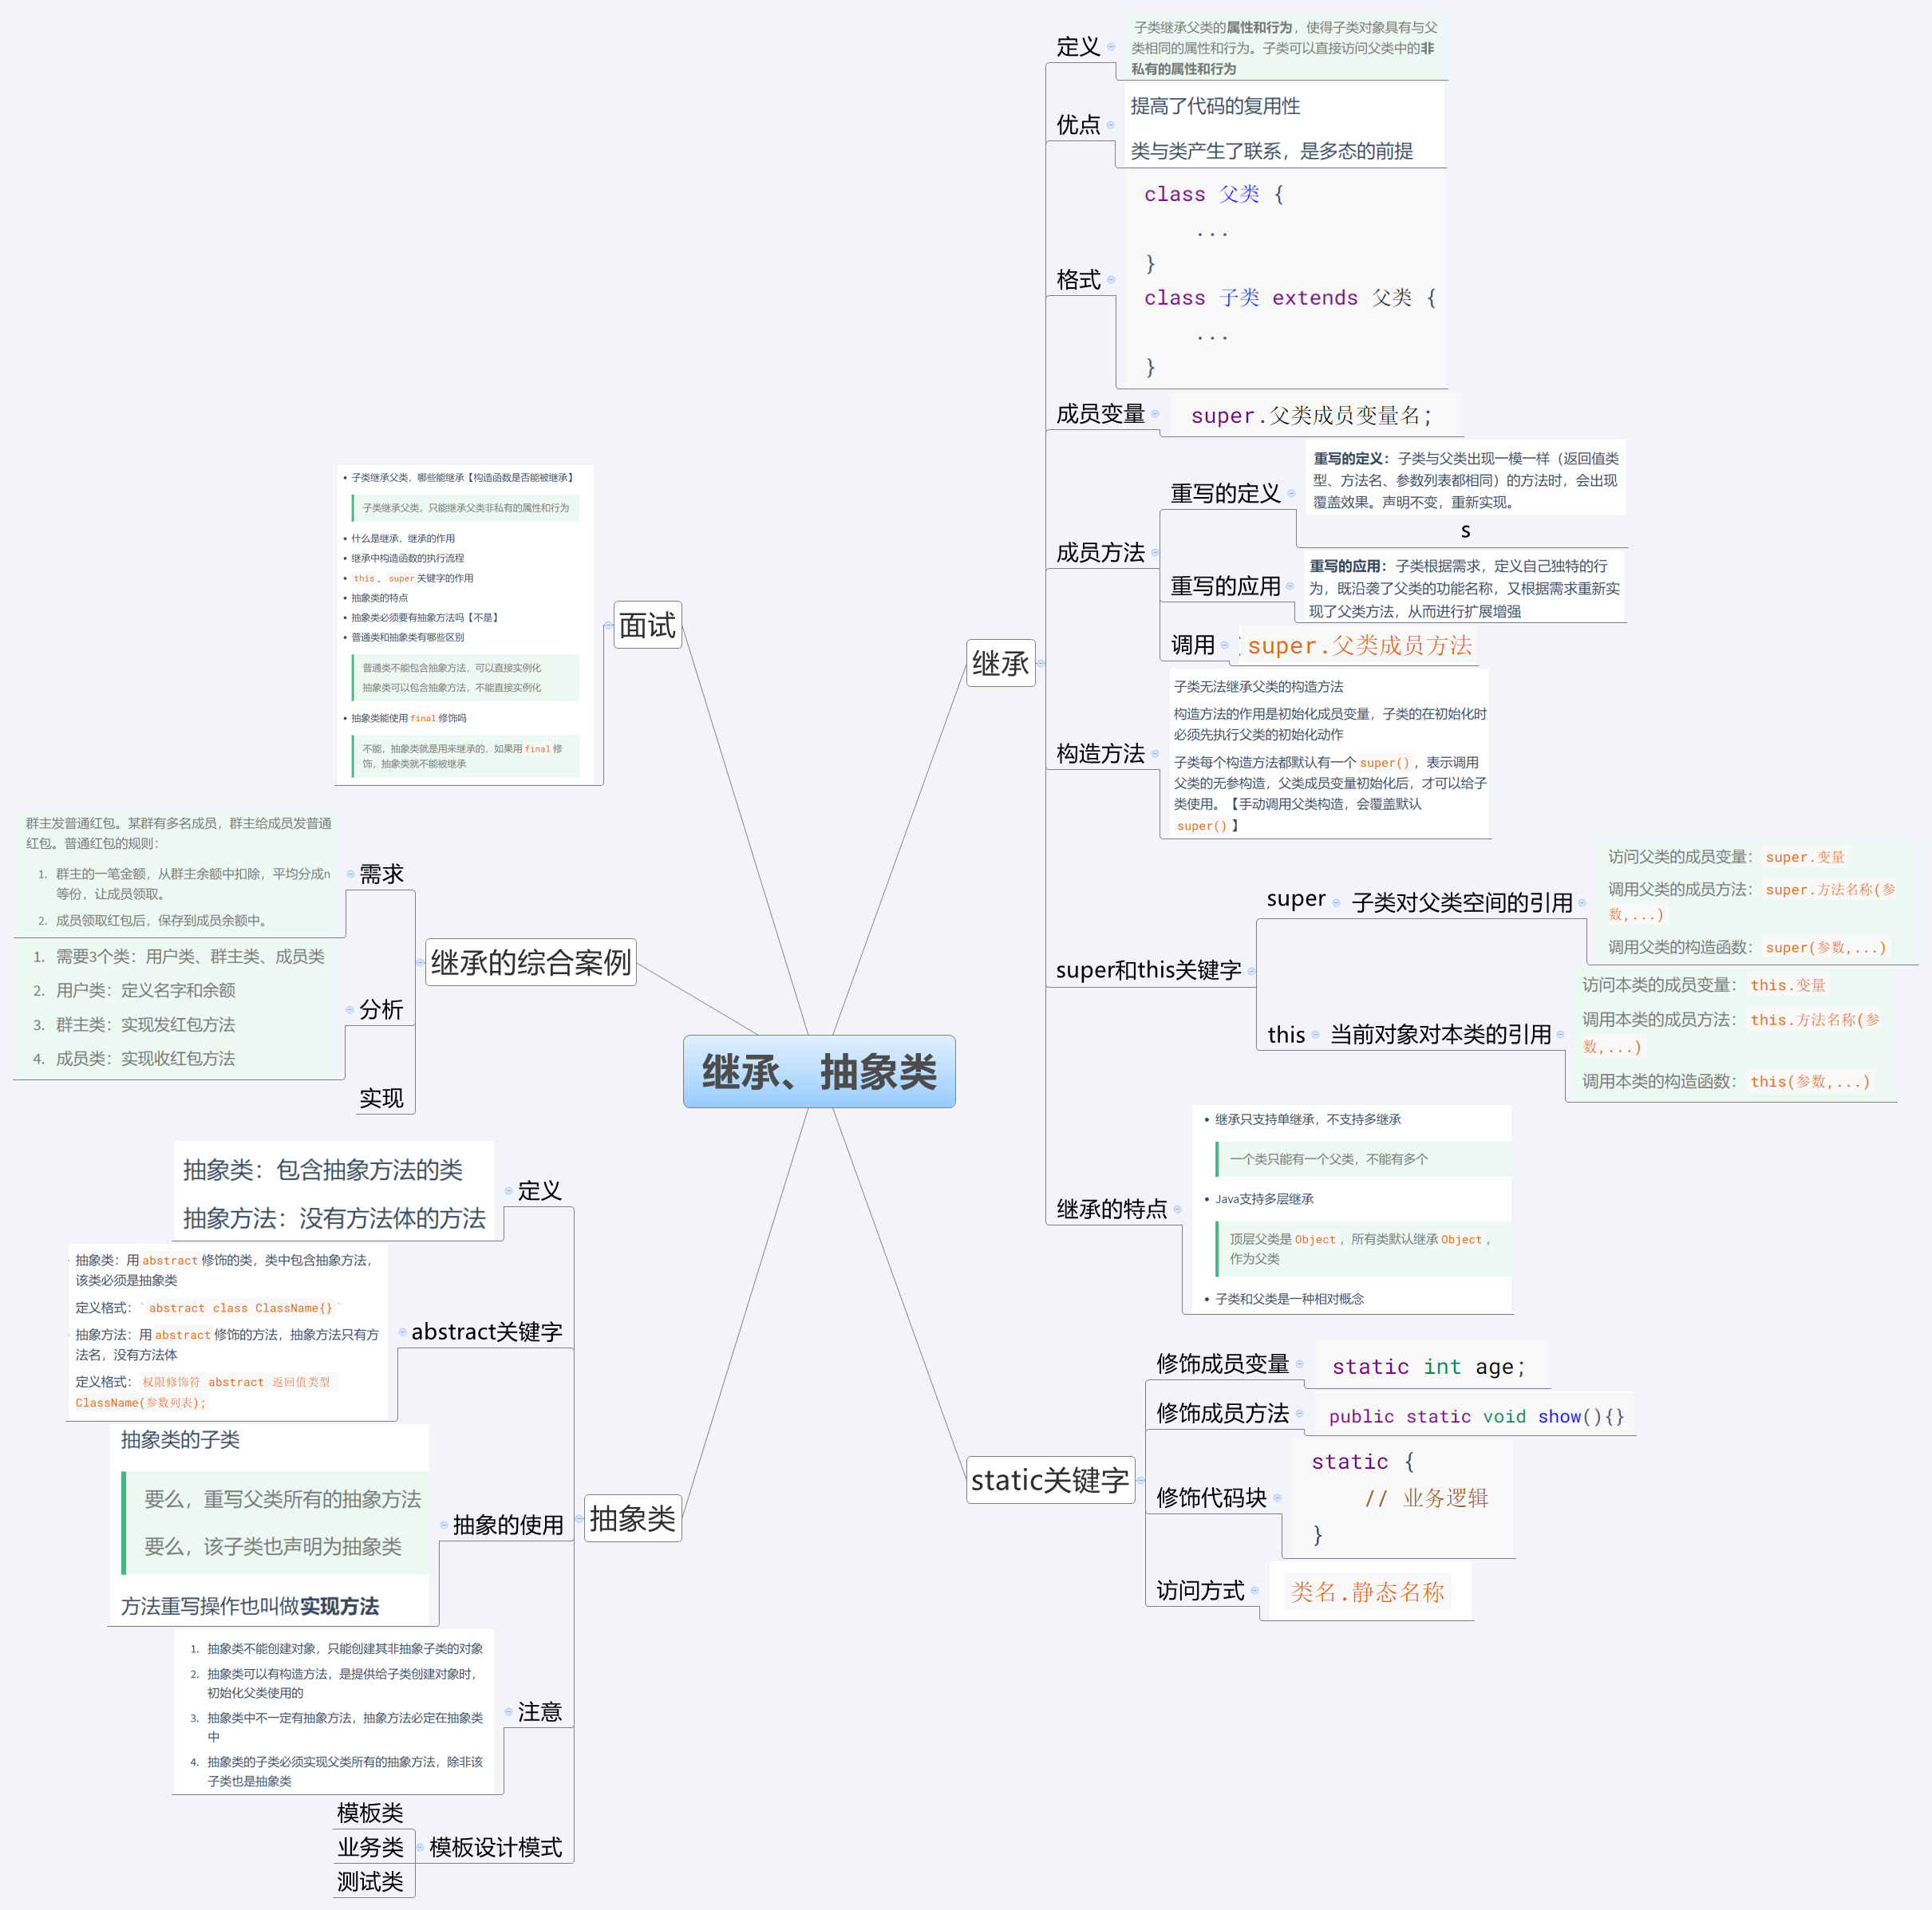 继承、抽象类
继承
定义
子类继承父类的属性和行为，使得子类对象具有与父
类相同的属性和行为。子类可以直接访问父类中的非
私有的属性和行为
优点
提高了代码的复用性
类与类产生了联系，是多态的前提
格式
class 父类 {
...
}
class 子类 extends 父类 {
...
}
成员变量
super.父类成员变量名;
成员方法
重写的定义
重写的定义：子类与父类出现一模一样（返回值类
型、方法名、参数列表都相同）的方法时，会出现
覆盖效果。声明不变，重新实现。
s
重写的应用
重写的应用：子类根据需求，定义自己独特的行
为，既沿袭了父类的功能名称，又根据需求重新实
现了父类方法，从而进行扩展增强
调用
super.父类成员方法
构造方法
子类无法继承父类的构造方法
构造方法的作用是初始化成员变量，子类的在初始化时
必须先执行父类的初始化动作
子类每个构造方法都默认有一个 super() ，表示调用
父类的无参构造，父类成员变量初始化后，才可以给子
类使用。【手动调用父类构造，会覆盖默认
super() 】
super和this关键字
super
子类对父类空间的引用
访问父类的成员变量：super.变量
调用父类的成员方法：super.方法名称(参
数,...)
调用父类的构造函数：super(参数,...)
this
当前对象对本类的引用
访问本类的成员变量：this.变量
调用本类的成员方法：this.方法名称(参
数,...)
调用本类的构造函数：this(参数,...)
继承的特点
• 继承只支持单继承，不支持多继承
一个类只能有一个父类，不能有多个
• Java支持多层继承
顶层父类是 Object ，所有类默认继承 Object ，
作为父类
• 子类和父类是一种相对概念
static关键字
修饰成员变量
static int age;
修饰成员方法
public static void show(){}
修饰代码块
static {
// 业务逻辑
}
访问方式
类名.静态名称
面试
• 子类继承父类，哪些能继承【构造函数是否能被继承】
子类继承父类，只能继承父类非私有的属性和行为
• 什么是继承，继承的作用
• 继承中构造函数的执行流程
• this 、 super 关键字的作用
• 抽象类的特点
• 抽象类必须要有抽象方法吗【不是】
• 普通类和抽象类有哪些区别
普通类不能包含抽象方法，可以直接实例化
抽象类可以包含抽象方法，不能直接实例化
• 抽象类能使用 final 修饰吗
不能，抽象类就是用来继承的，如果用 final 修
饰，抽象类就不能被继承
继承的综合案例
需求
群主发普通红包。某群有多名成员，群主给成员发普通
红包。普通红包的规则：
1. 群主的一笔金额，从群主余额中扣除，平均分成n
等份，让成员领取。
2. 成员领取红包后，保存到成员余额中。
分析
1. 需要3个类：用户类、群主类、成员类
2. 用户类：定义名字和余额
3. 群主类：实现发红包方法
4. 成员类：实现收红包方法
实现
抽象类
定义
抽象类：包含抽象方法的类
抽象方法：没有方法体的方法
abstract关键字
抽象类：用 abstract 修饰的类，类中包含抽象方法，
该类必须是抽象类
定义格式：` abstract class ClassName{} `
抽象方法：用 abstract 修饰的方法，抽象方法只有方
法名，没有方法体
定义格式： 权限修饰符 abstract 返回值类型
ClassName(参数列表);
抽象的使用
抽象类的子类
要么，重写父类所有的抽象方法
要么，该子类也声明为抽象类
方法重写操作也叫做实现方法
注意
1. 抽象类不能创建对象，只能创建其非抽象子类的对象
2. 抽象类可以有构造方法，是提供给子类创建对象时，
初始化父类使用的
3. 抽象类中不一定有抽象方法，抽象方法必定在抽象类
中
4. 抽象类的子类必须实现父类所有的抽象方法，除非该
子类也是抽象类
模板设计模式
模板类
业务类
测试类